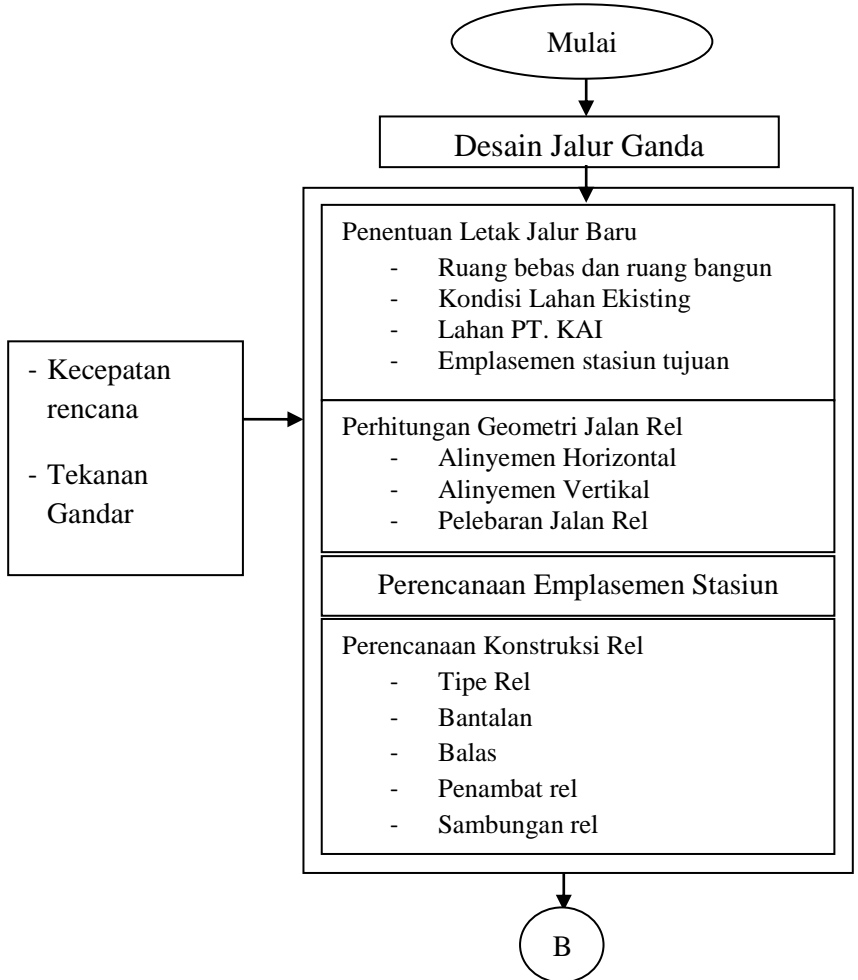 Mulai
Desain Jalur Ganda
Penentuan Letak Jalur Baru
- Ruang bebas dan ruang bangun
- Kondisi Lahan Ekisting
- Lahan PT. KAI
- Emplasemen stasiun tujuan
- Kecepatan
rencana
- Tekanan
Gandar
Perhitungan Geometri Jalan Rel
- Alinyemen Horizontal
- Alinyemen Vertikal
- Pelebaran Jalan Rel
Perencanaan Emplasemen Stasiun
Perencanaan Konstruksi Rel
- Tipe Rel
- Bantalan
- Balas
- Penambat rel
- Sambungan rel
B